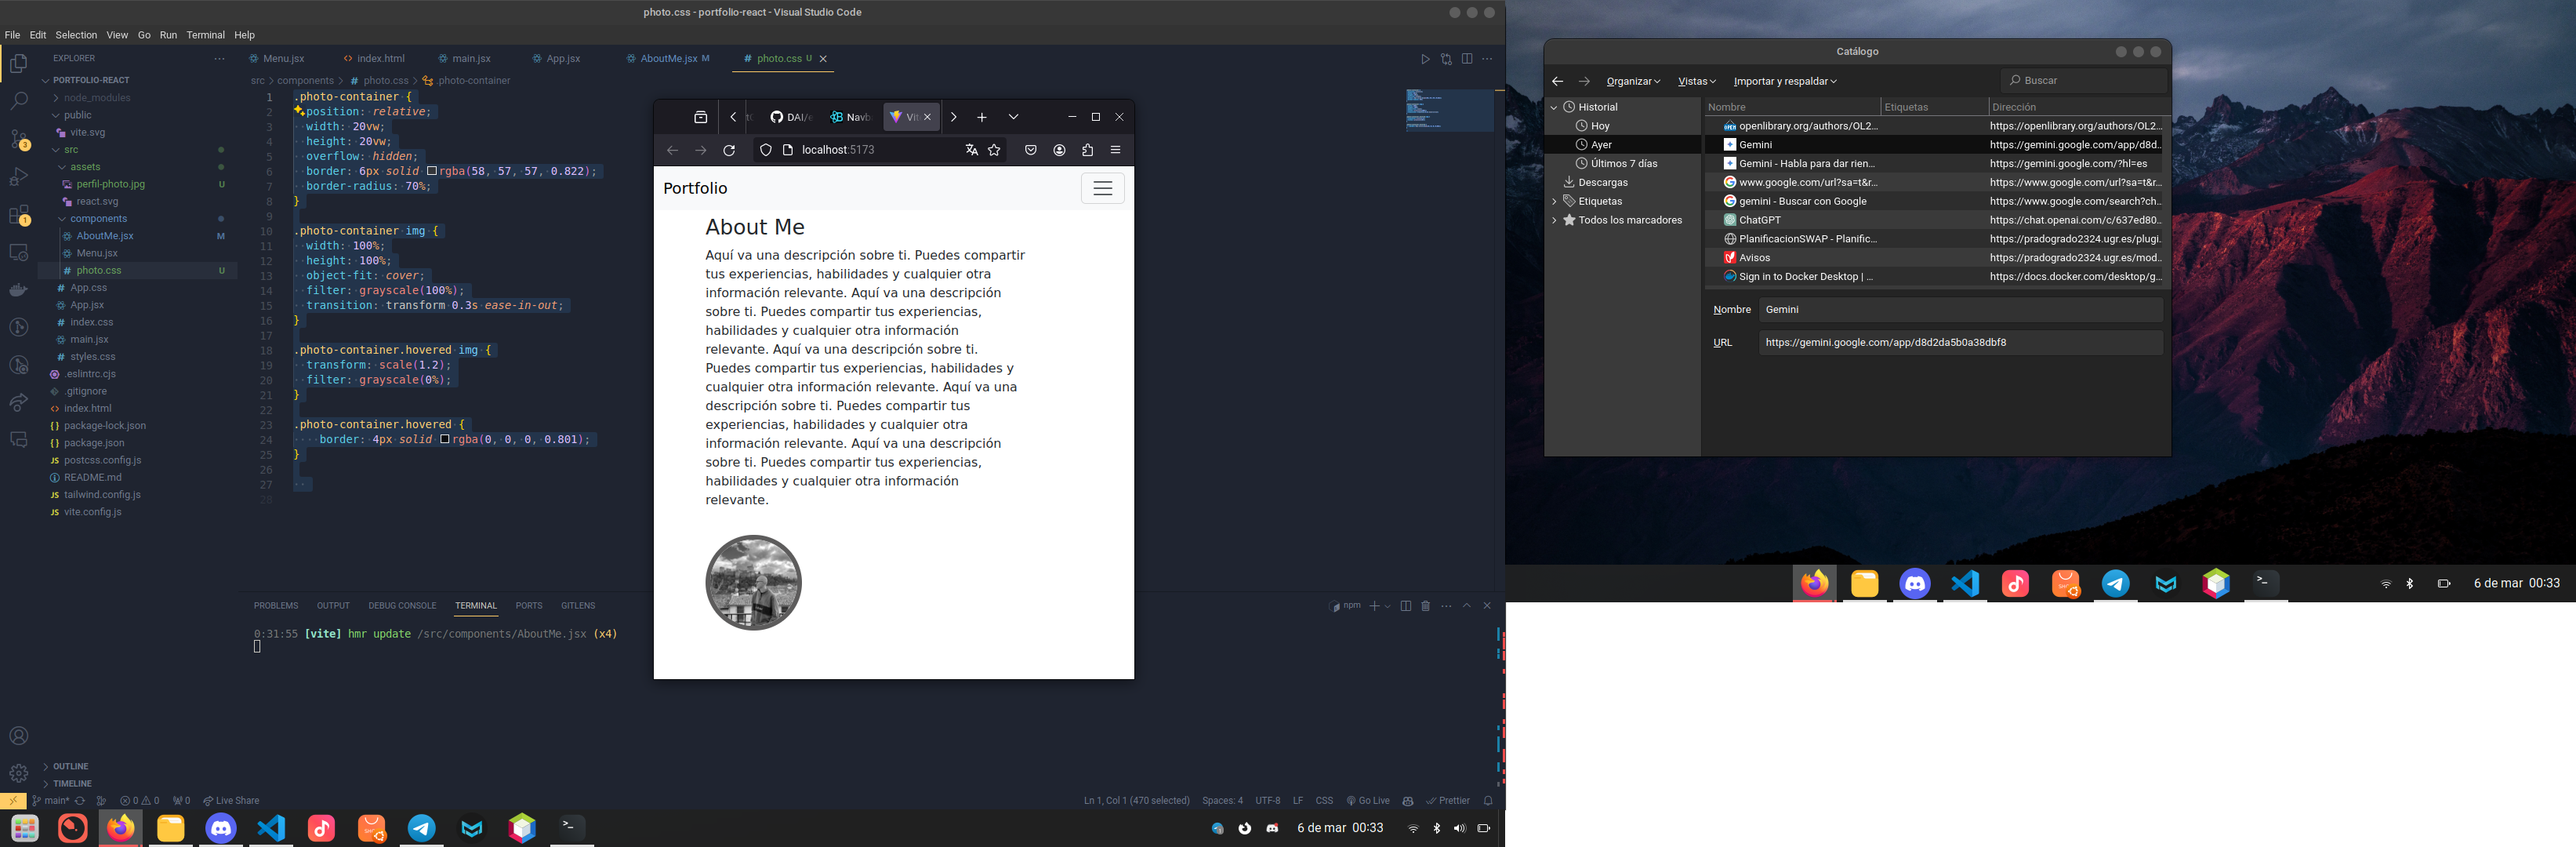 photo.css - portfolio-react - Visual Studio Code
File Edit Selection View Go Run Terminal Help
EXPLORER
PORTFOLIO-REACT
node_modules
public
vite.svg
src
assets
perfil-photo.jpg U
react.svg
components
AboutMe.jsx M
Menu.jsx
photo.css U
App.css
App.jsx
index.css
main.jsx
styles.css
.eslintrc.cjs
.gitignore
index.html
package-lock.json
package.json
postcss.config.js
README.md
tailwind.config.js
vite.config.js
OUTLINE
TIMELINE
Menu.jsx index.html main.jsx App.jsx AboutMe.jsx M photo.css U
src > components > # photo.css > .photo-container
1 .photo-container {
2 position: relative;
3 width: 20vw;
4 height: 20vw;
5 overflow: hidden;
6 border: 6px solid rgba(58, 57, 57, 0.822);
7 border-radius: 70%;
8 }
9
10 .photo-container img {
11 width: 100%;
12 height: 100%;
13 object-fit: cover;
14 filter: grayscale(100%);
15 transition: transform 0.3s ease-in-out;
16 }
17
18 .photo-container.hovered img {
19 transform: scale(1.2);
20 filter: grayscale(0%);
21 }
22
23 .photo-container.hovered {
24 border: 4px solid rgba(0, 0, 0, 0.801);
25 }
26
27
28
PROBLEMS OUTPUT DEBUG CONSOLE TERMINAL PORTS GITLENS
npm
0:31:55 [vite] hmr update /src/components/AboutMe.jsx (x4)
main* 0 0 0 Live Share
Ln 1, Col 1 (470 selected) Spaces: 4 UTF-8 LF CSS Go Live Prettier
6 de mar 00:33
DAI/e Navb Vit
localhost:5173
Portfolio
About Me
Aquí va una descripción sobre ti. Puedes compartir
tus experiencias, habilidades y cualquier otra
información relevante. Aquí va una descripción
sobre ti. Puedes compartir tus experiencias,
habilidades y cualquier otra información
relevante. Aquí va una descripción sobre ti.
Puedes compartir tus experiencias, habilidades y
cualquier otra información relevante. Aquí va una
descripción sobre ti. Puedes compartir tus
experiencias, habilidades y cualquier otra
información relevante. Aquí va una descripción
sobre ti. Puedes compartir tus experiencias,
habilidades y cualquier otra información
relevante.
Catálogo
Organizar Vistas Importar y respaldar Buscar
Historial
Hoy
Ayer
Últimos 7 días
Descargas
Etiquetas
Todos los marcadores
Nombre Etiquetas Dirección
openlibrary.org/authors/OL2... https://openlibrary.org/authors/OL2...
Gemini https://gemini.google.com/app/d8d...
Gemini - Habla para dar rien... https://gemini.google.com/?hl=es
www.google.com/url?sa=t&r... https://www.google.com/url?sa=t&r...
gemini - Buscar con Google https://www.google.com/search?ch...
ChatGPT https://chat.openai.com/c/637ed80...
PlanificacionSWAP - Planific... https://pradogrado2324.ugr.es/plugi...
Avisos https://pradogrado2324.ugr.es/mod...
Sign in to Docker Desktop | ... https://docs.docker.com/desktop/g...
Nombre Gemini
URL https://gemini.google.com/app/d8d2da5b0a38dbf8
6 de mar 00:33